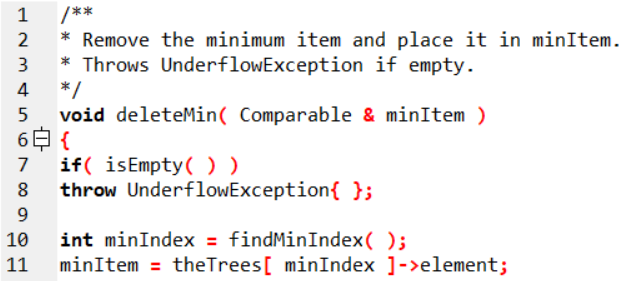 1 /**
2 * Remove the minimum item and place it in minItem.
3 * Throws UnderflowException if empty.
4 */
5 void deleteMin( Comparable & minItem )
6 {
7 if( isEmpty( ) )
8 throw UnderflowException{ };
9
10 int minIndex = findMinIndex( );
11 minItem = theTrees[ minIndex ]->element;